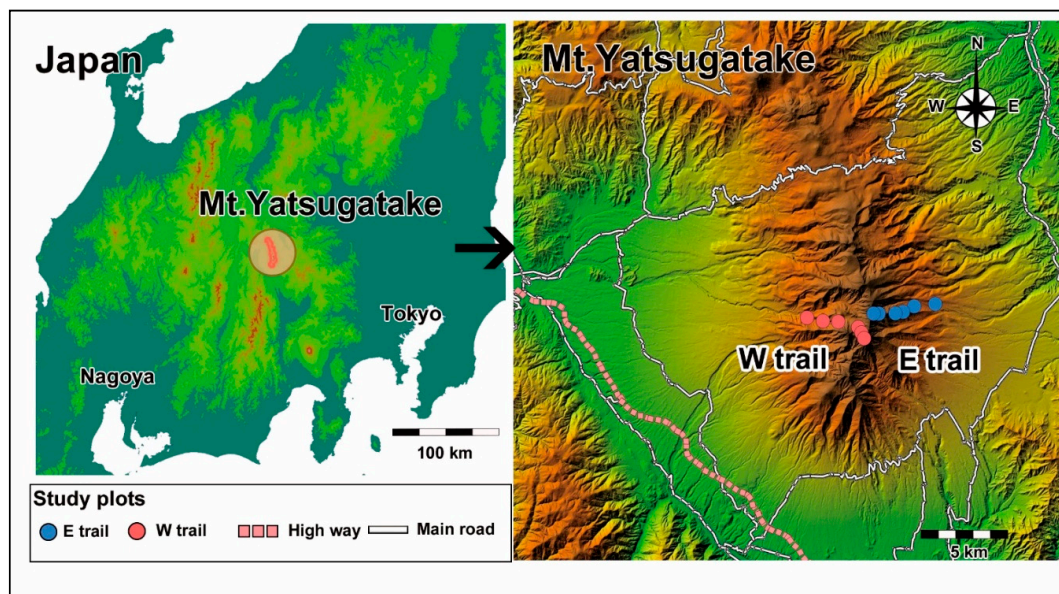 Japan
Mt.Yatsugatake
Tokyo
Nagoya
100 km
Mt.Yatsugatake
N
W E
S
W trail
E trail
5 km
Study plots
E trail W trail High way Main road